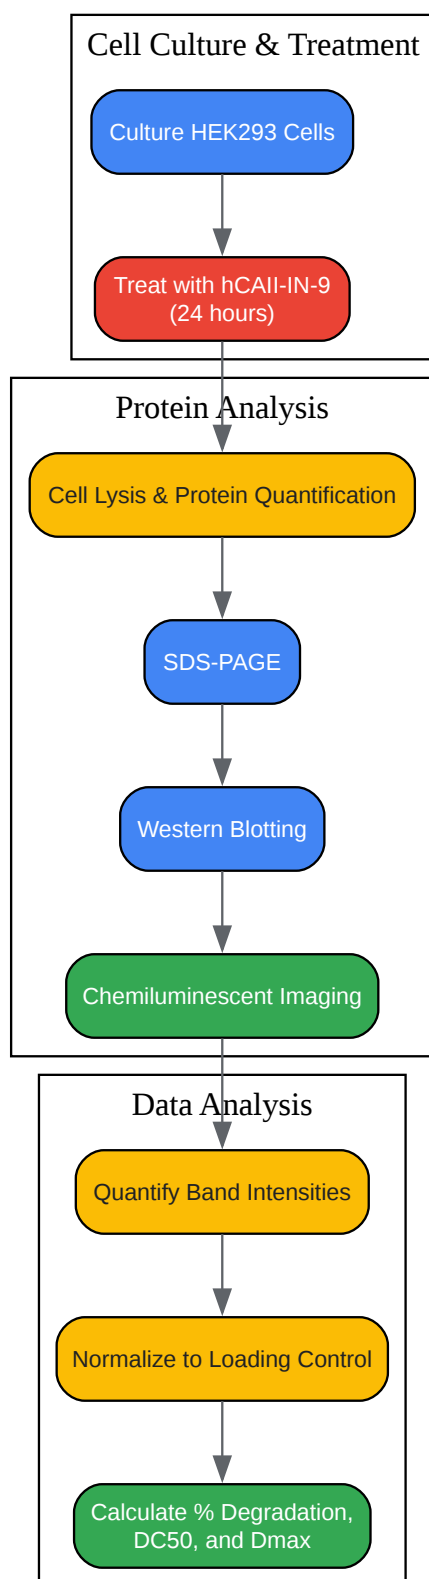 Cell Culture & Treatment
Culture HEK293 Cells
Treat with hCAII-IN-9
(24 hours)
Protein Analysis
Cell Lysis & Protein Quantification
SDS-PAGE
Western Blotting
Chemiluminescent Imaging
Data Analysis
Quantify Band Intensities
Normalize to Loading Control
Calculate % Degradation,
DC50, and Dmax